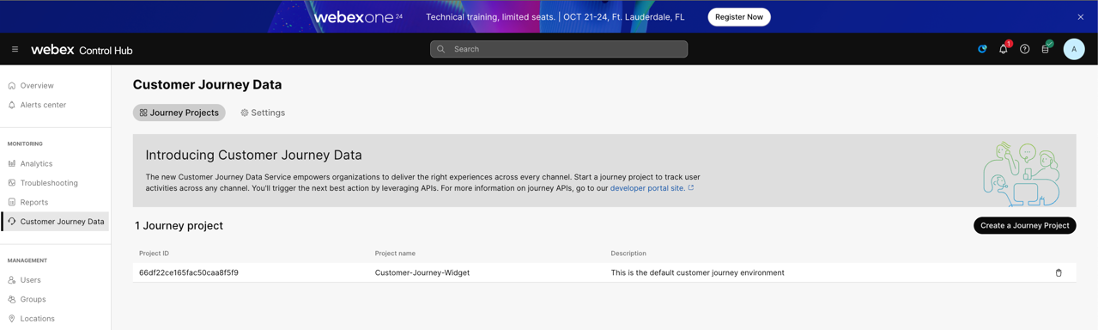 webexone 24 Technical training, limited seats. | OCT 21-24, Ft. Lauderdale, FL Register Now
webex Control Hub Search 1 A
Overview
Alerts center
MONITORING
Analytics
Troubleshooting
Reports
Customer Journey Data
MANAGEMENT
Users
Groups
Locations
Customer Journey Data
Journey Projects Settings
Introducing Customer Journey Data
The new Customer Journey Data Service empowers organizations to deliver the right experiences across every channel. Start a journey project to track user
activities across any channel. You'll trigger the next best action by leveraging APIs. For more information on journey APIs, go to our developer portal site.
1 Journey project Create a Journey Project
Project ID Project name Description
66df22ce165fac50caa8f5f9 Customer-Journey-Widget This is the default customer journey environment